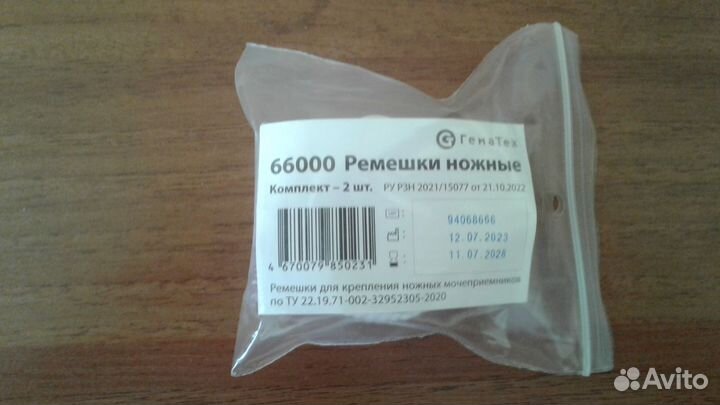 ГемаТех
66000 Ремешки ножные
Комплект – 2 шт. РУ РЗН 2021/15077 от 21.10.2022
94068666
12.07.2023
11.07.2028
4 670079 850231
Ремешки для крепления ножных мочеприемников
по ТУ 22.19.71-002-32952305-2020
Avito